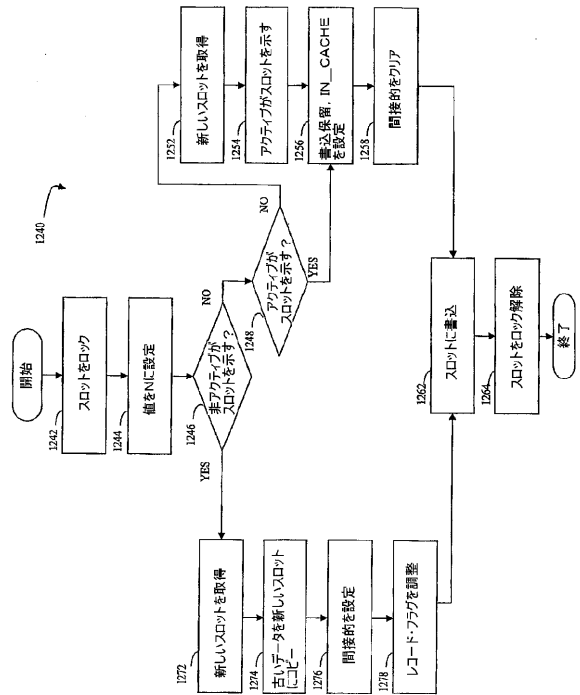 1240
開始
1242
スロットをロック
1244
値をNに設定
1246
非アクティブが
スロットを示す?
YES
NO
1248
アクティブが
スロットを示す?
NO
YES
1252
新しいスロットを取得
1254
アクティブがスロットを示す
1256
書込保留, IN__CACHE
を設定
1258
間接的をクリア
1272
新しいスロットを取得
1274
古いデータを新しいスロット
にコピー
1276
間接的を設定
1278
レコード・フラグを調整
1262
スロットに書込
1264
スロットをロック解除
終了